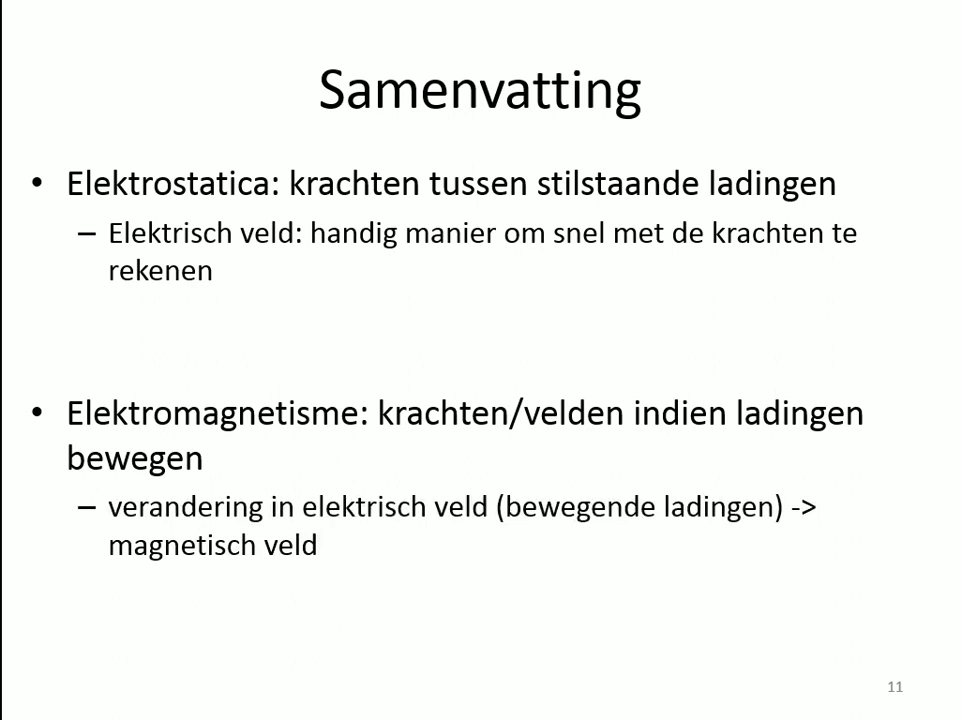 Samenvatting
• Elektrostatica: krachten tussen stilstaande ladingen
– Elektrisch veld: handig manier om snel met de krachten te
rekenen
• Elektromagnetisme: krachten/velden indien ladingen
bewegen
– verandering in elektrisch veld (bewegende ladingen) ->
magnetisch veld
11